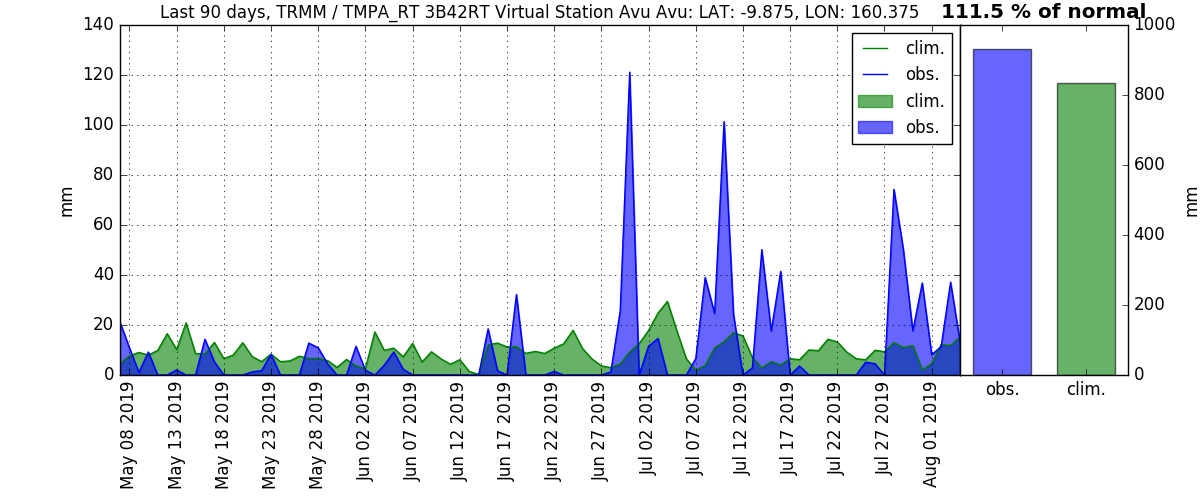 Last 90 days, TRMM / TMPA_RT 3B42RT Virtual Station Avu Avu: LAT: -9.875, LON: 160.375
111.5 % of normal
140
120
100
80
60
40
20
0
mm
clim.
obs.
clim.
obs.
May 08 2019
May 13 2019
May 18 2019
May 23 2019
May 28 2019
Jun 02 2019
Jun 07 2019
Jun 12 2019
Jun 17 2019
Jun 22 2019
Jun 27 2019
Jul 02 2019
Jul 07 2019
Jul 12 2019
Jul 17 2019
Jul 22 2019
Jul 27 2019
Aug 01 2019
1000
800
600
400
200
0
mm
obs.
clim.